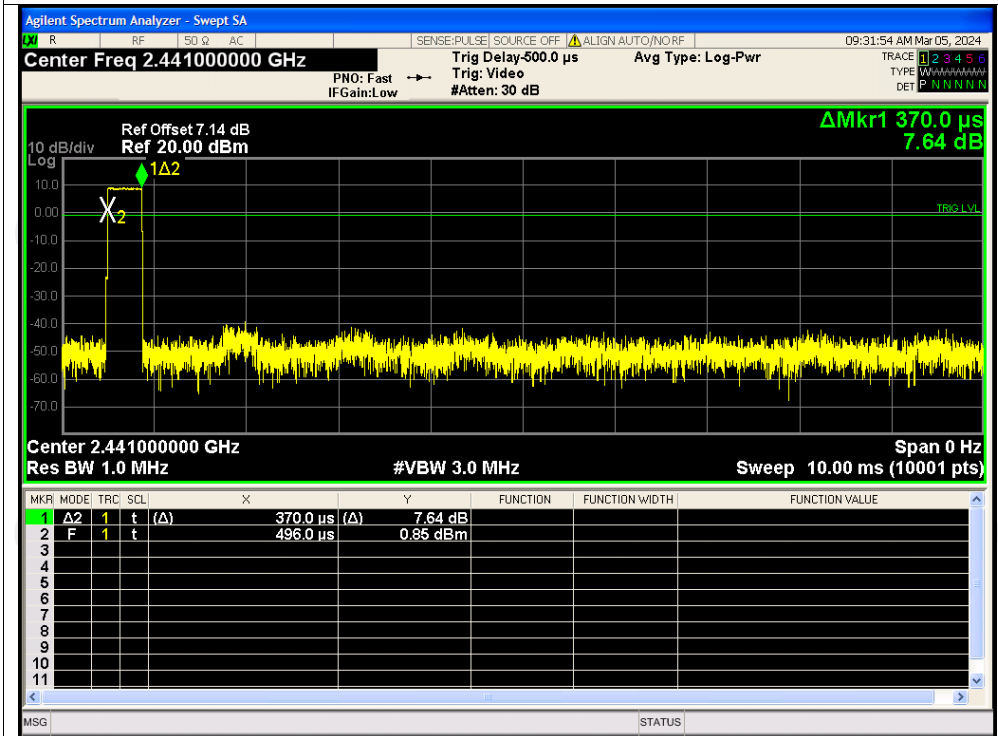 Agilent Spectrum Analyzer - Swept SA
LXI R RF 50 Ω AC SENSE:PULSE SOURCE OFF ALIGN AUTO/NO RF 09:31:54 AM Mar 05, 2024
Center Freq 2.441000000 GHz
PNO: Fast
IFGain:Low
Trig Delay-500.0 µs
Trig: Video
#Atten: 30 dB
Avg Type: Log-Pwr
TRACE 1 2 3 4 5 6
TYPE W
DET P N N N N N
ΔMkr1 370.0 µs
7.64 dB
Ref Offset 7.14 dB
10 dB/div Ref 20.00 dBm
Log
1Δ2
10.0
2
0.00
TRIG LVL
-10.0
-20.0
-30.0
-40.0
-50.0
-60.0
-70.0
Center 2.441000000 GHz Span 0 Hz
Res BW 1.0 MHz #VBW 3.0 MHz Sweep 10.00 ms (10001 pts)
MKR MODE TRC SCL X Y FUNCTION FUNCTION WIDTH FUNCTION VALUE
1 Δ2 1 t (Δ) 370.0 µs (Δ) 7.64 dB
2 F 1 t 496.0 µs 0.85 dBm
3
4
5
6
7
8
9
10
11
MSG STATUS